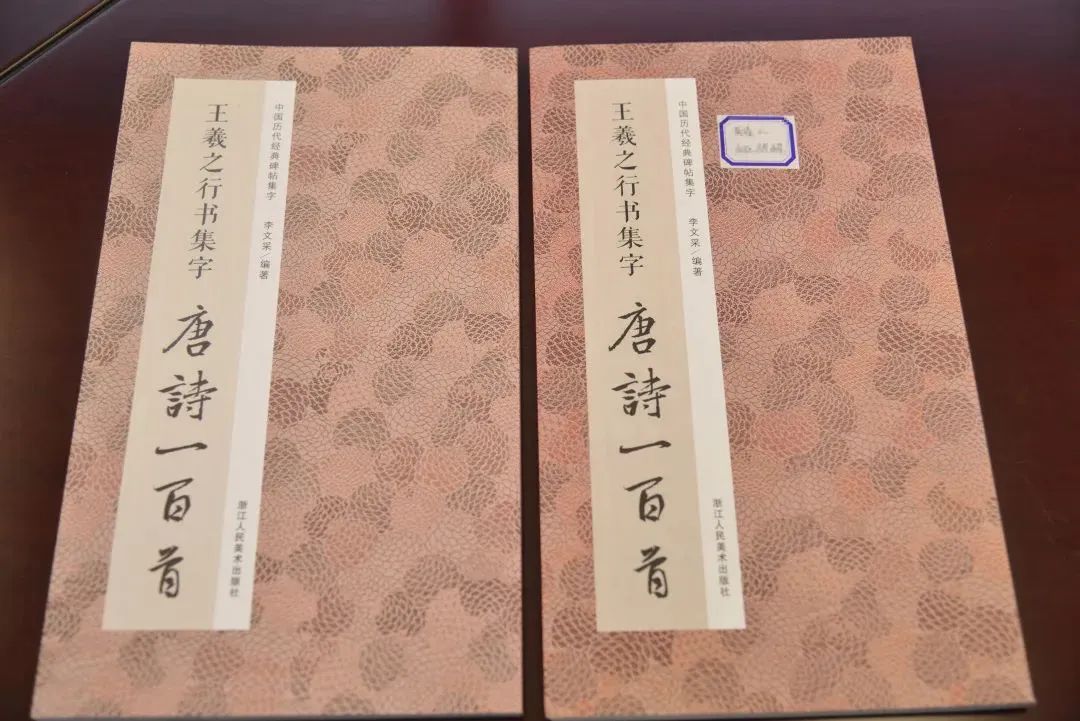 王羲之行书集字
唐詩一百首
中国历代经典碑帖集字
李文采/编著
浙江人民美术出版社
王羲之行书集字
唐詩一百首
中国历代经典碑帖集字
李文采/编著
浙江人民美术出版社